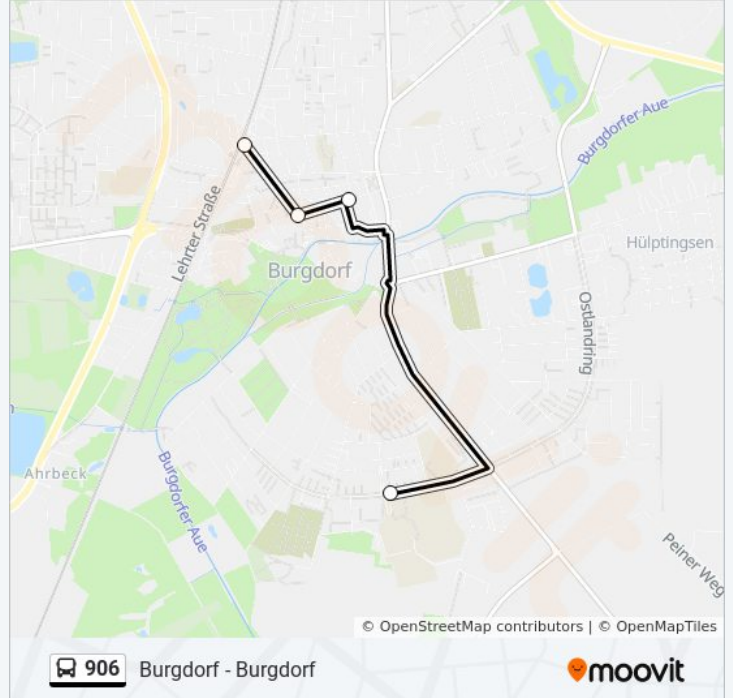 Burgdorfer Aue
Lehrter Straße
Hülptingsen
Burgdorf
Ostlandring
Ahrbeck
Burgdorfer Aue
Peiner Weg
© OpenStreetMap contributors | © OpenMapTiles
906 Burgdorf - Burgdorf
moovit